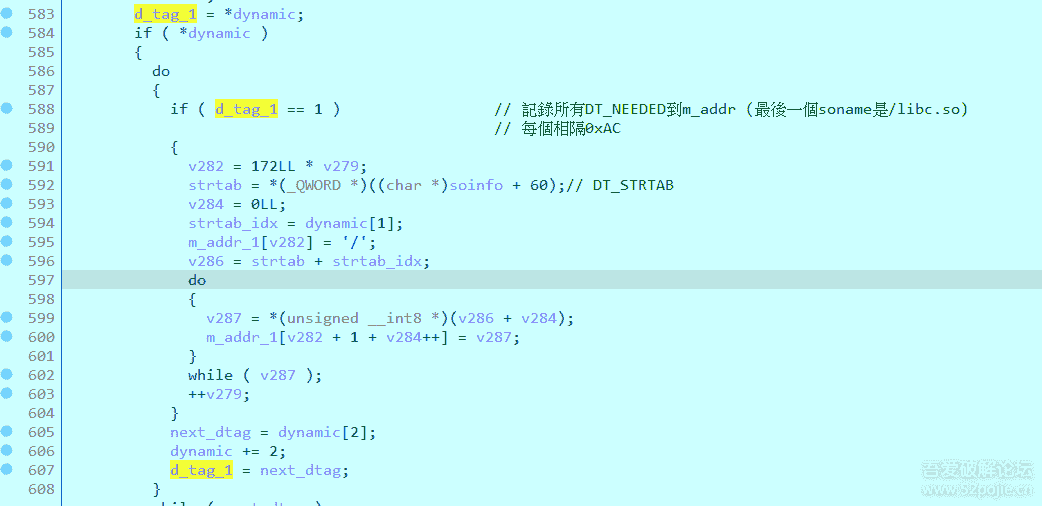 583 d_tag_1 = *dynamic;
584 if ( *dynamic )
585 {
586 do
587 {
588 if ( d_tag_1 == 1 ) // 記錄所有DT_NEEDED到m_addr (最後一個soname是/libc.so)
589 // 每個相隔0xAC
590 {
591 v282 = 172LL * v279;
592 strtab = *(_QWORD *)((char *)soinfo + 60);// DT_STRTAB
593 v284 = 0LL;
594 strtab_idx = dynamic[1];
595 m_addr_1[v282] = '/';
596 v286 = strtab + strtab_idx;
597 do
598 {
599 v287 = *(unsigned __int8 *)(v286 + v284);
600 m_addr_1[v282 + 1 + v284++] = v287;
601 }
602 while ( v287 );
603 ++v279;
604 }
605 next_dtag = dynamic[2];
606 dynamic += 2;
607 d_tag_1 = next_dtag;
608 }
吾爱破解论坛
www.52pojie.cn